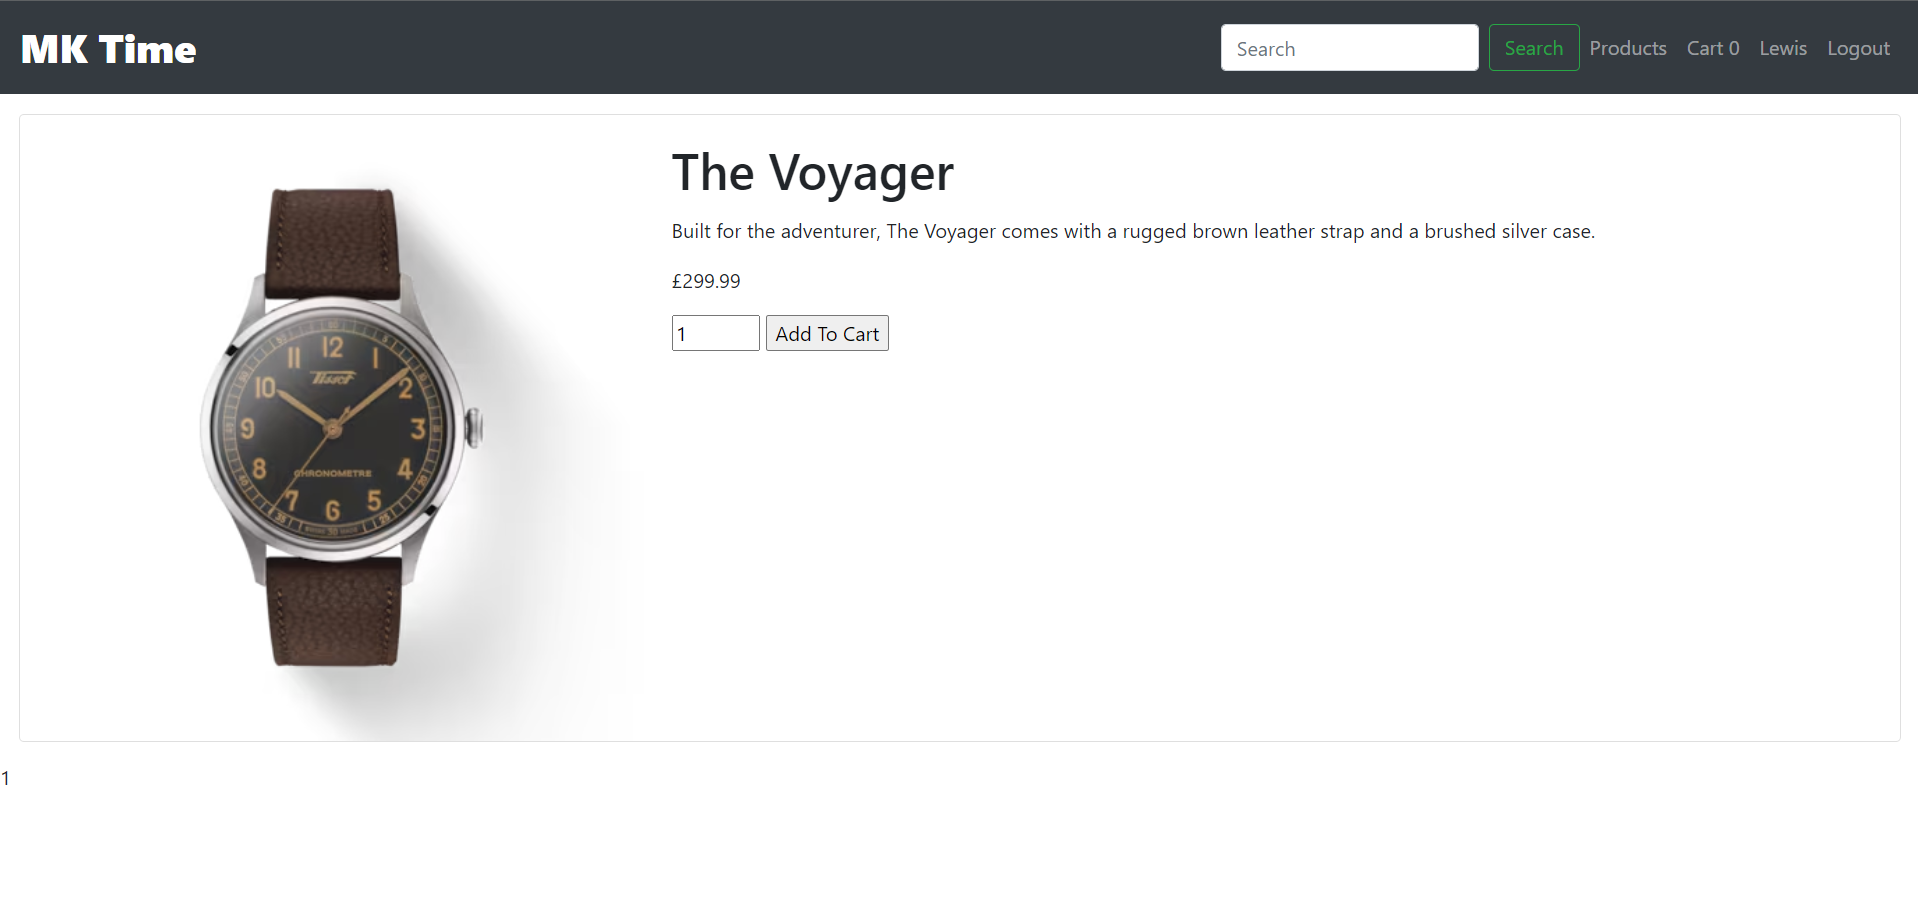 MK Time
Search
Search
Products
Cart 0
Lewis
Logout
The Voyager
Built for the adventurer, The Voyager comes with a rugged brown leather strap and a brushed silver case.
£299.99
1
Add To Cart
12
11 1
Tissot
10 2
9 3
8 4
CHRONOMETRE
7 5
6
1